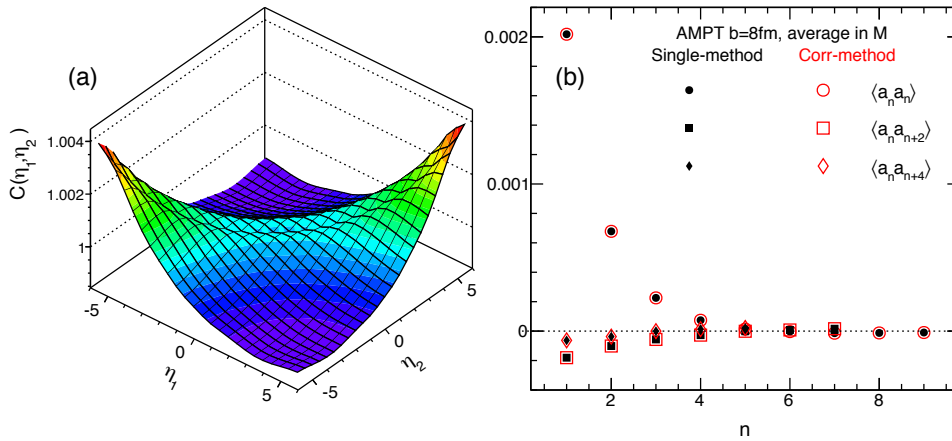 (a)
C(η1,η2)
1.004
1.002
1
-5
0
5
η1
-5
0
5
η2
(b)
AMPT b=8fm, average in M
Single-method Corr-method
⟨anan⟩
⟨anan+2⟩
⟨anan+4⟩
0.002
0.001
0
2
4
6
8
n